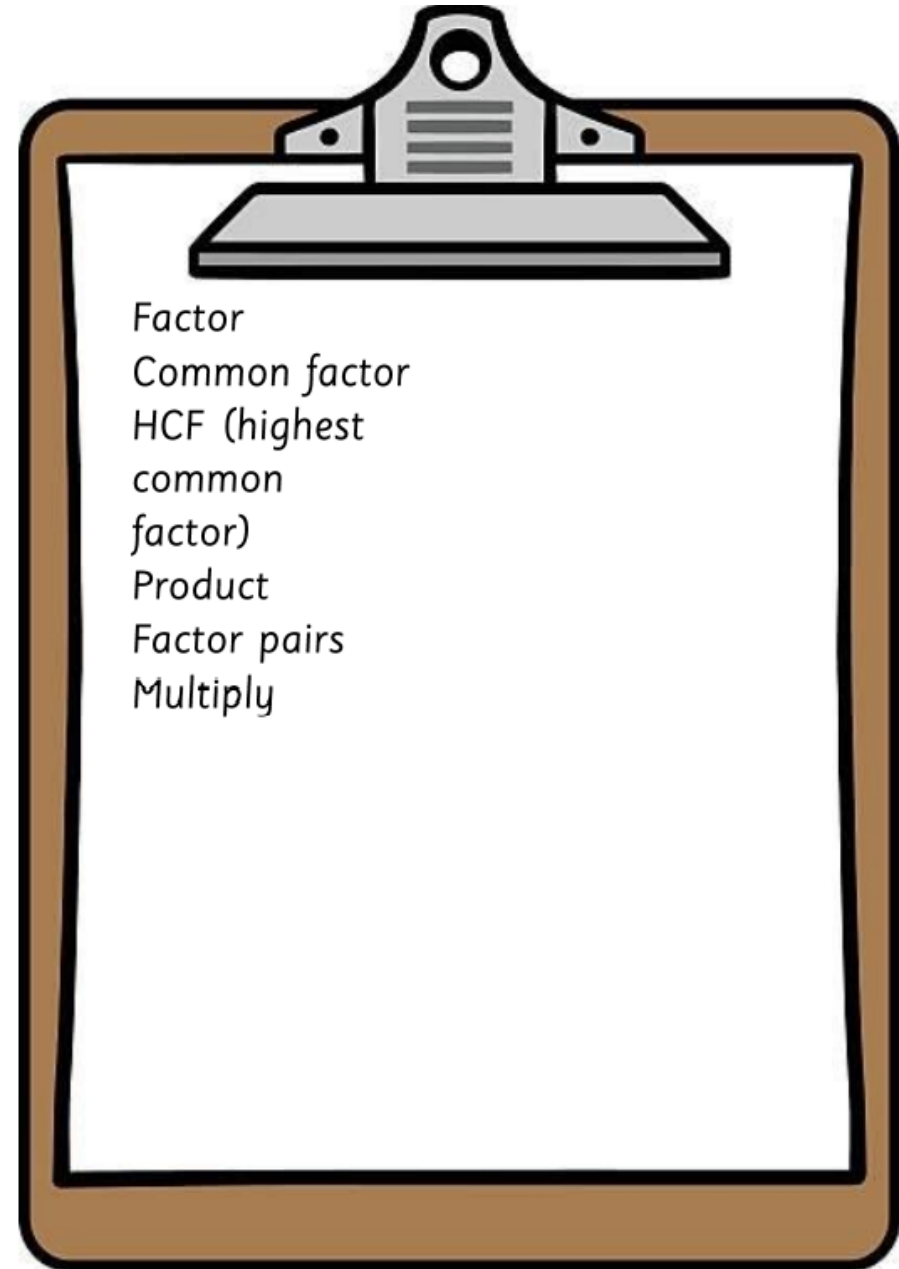 Factor
Common factor
HCF (highest
common
factor)
Product
Factor pairs
Multiply